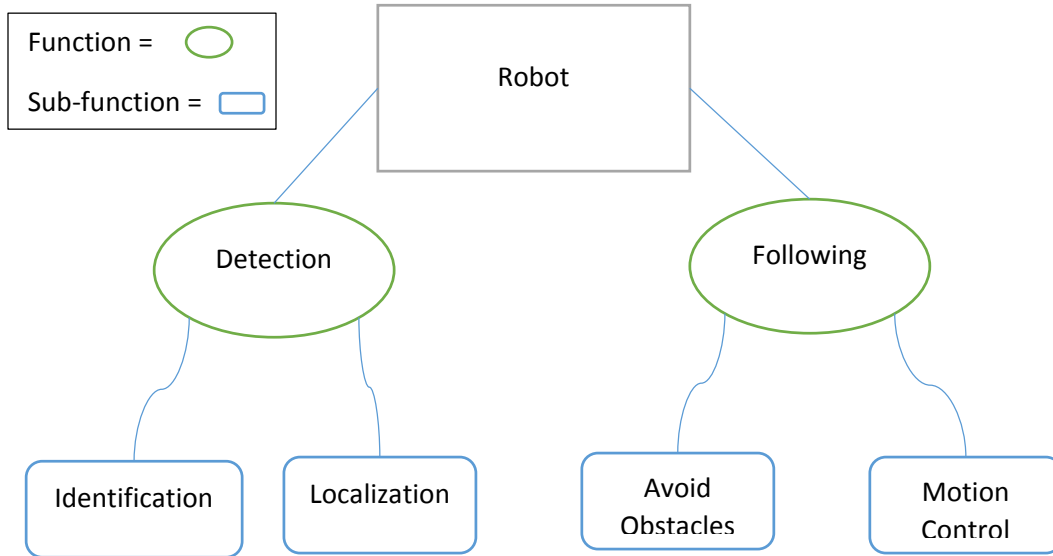 Function =
Sub-function =
Robot
Detection
Following
Identification
Localization
Avoid
Obstacles
Motion
Control